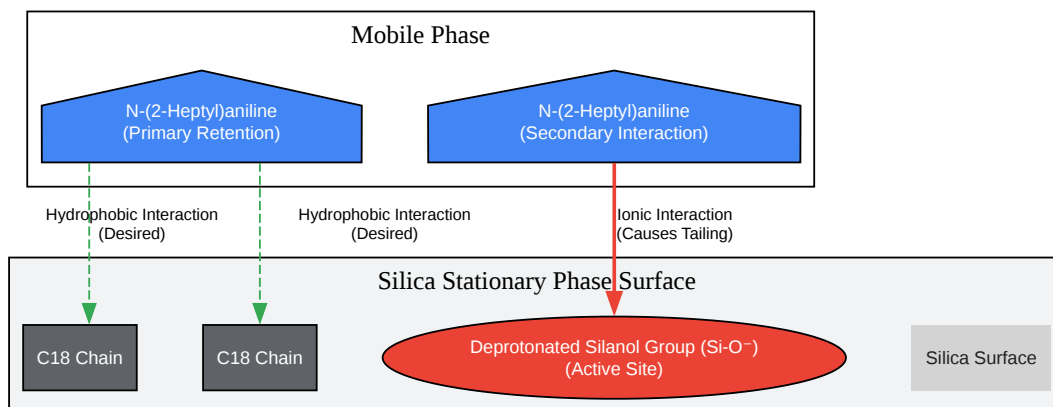 Mobile Phase
N-(2-Heptyl)aniline
(Primary Retention)
N-(2-Heptyl)aniline
(Secondary Interaction)
Hydrophobic Interaction
(Desired)
Hydrophobic Interaction
(Desired)
Ionic Interaction
(Causes Tailing)
Silica Stationary Phase Surface
C18 Chain
C18 Chain
Deprotonated Silanol Group (Si-O⁻)
(Active Site)
Silica Surface